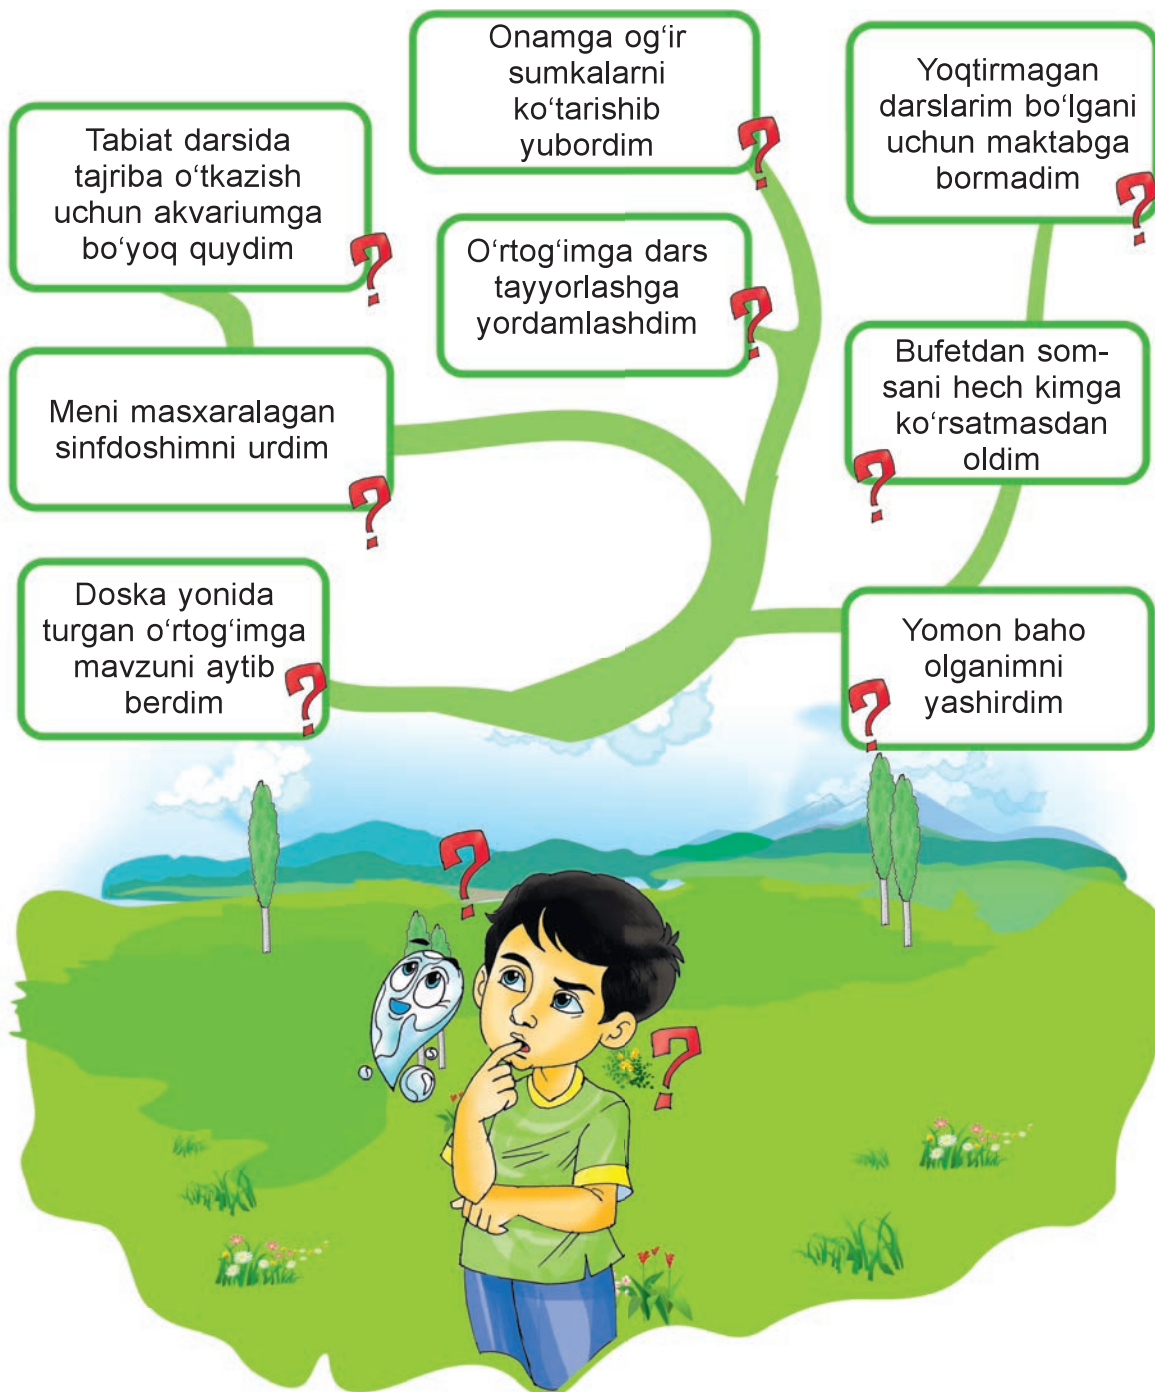 Onamga og‘ir
sumkalarni
ko‘tarishib
yubordim
Yoqtirmagan
darslarim bo‘lgani
uchun maktabga
bormadim
Tabiat darsida
tajriba o‘tkazish
uchun akvariumga
bo‘yoq quydim
O‘rtog‘imga dars
tayyorlashga
yordamlashdim
Bufetdan som-
sani hech kimga
ko‘rsatmasdan
oldim
Meni masxaralagan
sinfdoshimni urdim
Doska yonida
turgan o‘rtog‘imga
mavzuni aytib
berdim
Yomon baho
olganimni
yashirdim
?
?
?
?
?
?
?
?
?
?